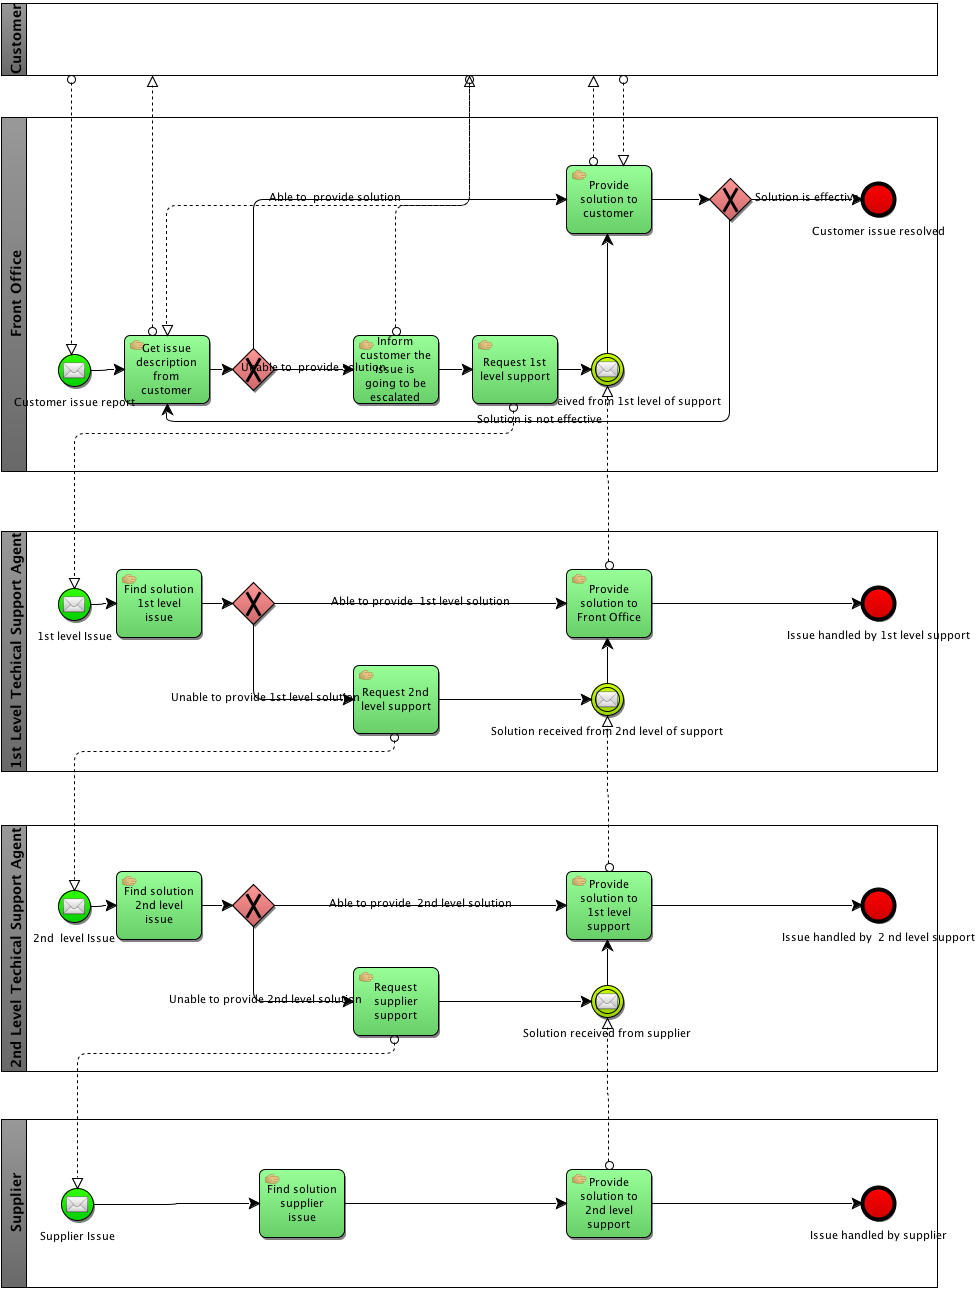 Customer
Front Office
Able to  provide solution
Provide
solution to
customer
Solution is effectiv
Customer issue resolved
Get issue
description
from
customer
Unable to  provide solution
Inform
customer the
issue is
going to be
escalated
Request 1st
level support
Customer issue report
eived from 1st level of support
Solution is not effective
1st Level Techical Support Agent
Find solution
1st level
issue
Able to provide  1st level solution
Provide
solution to
Front Office
1st level Issue
Issue handled by 1st level support
Unable to provide 1st level solution
Request 2nd
level support
Solution received from 2nd level of support
2nd Level Techical Support Agent
Find solution
2nd level
issue
Able to provide  2nd level solution
Provide
solution to
1st level
support
2nd  level Issue
Issue handled by  2 nd level support
Unable to provide 2nd level solution
Request
supplier
support
Solution received from supplier
Supplier
Find solution
supplier
issue
Provide
solution to
2nd level
support
Supplier Issue
Issue handled by supplier